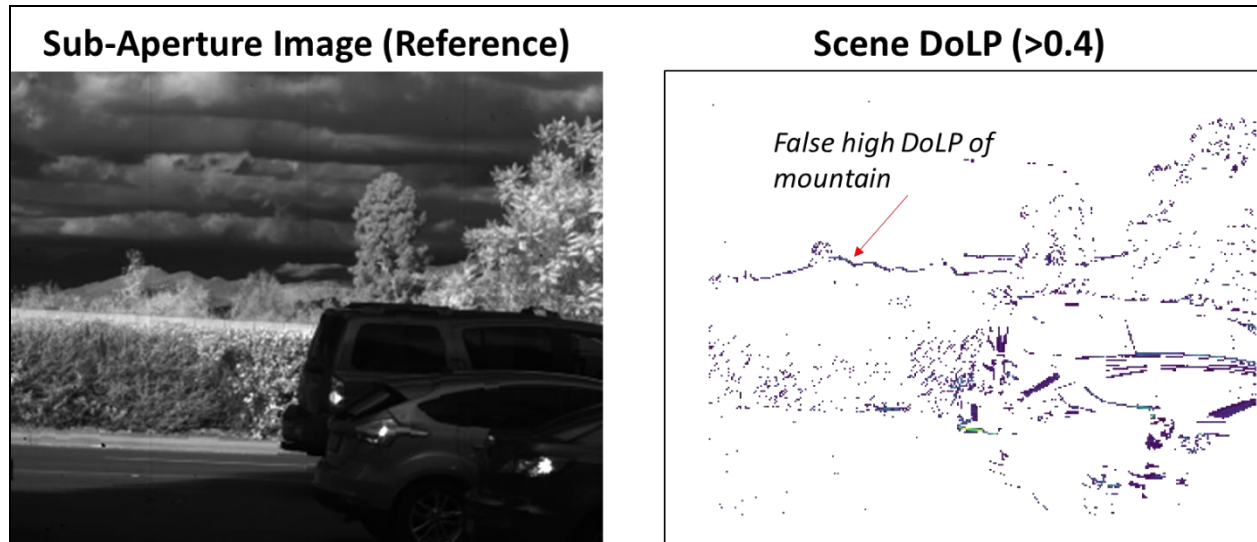 Sub-Aperture Image (Reference)
Scene DoLP (>0.4)
False high DoLP of
mountain